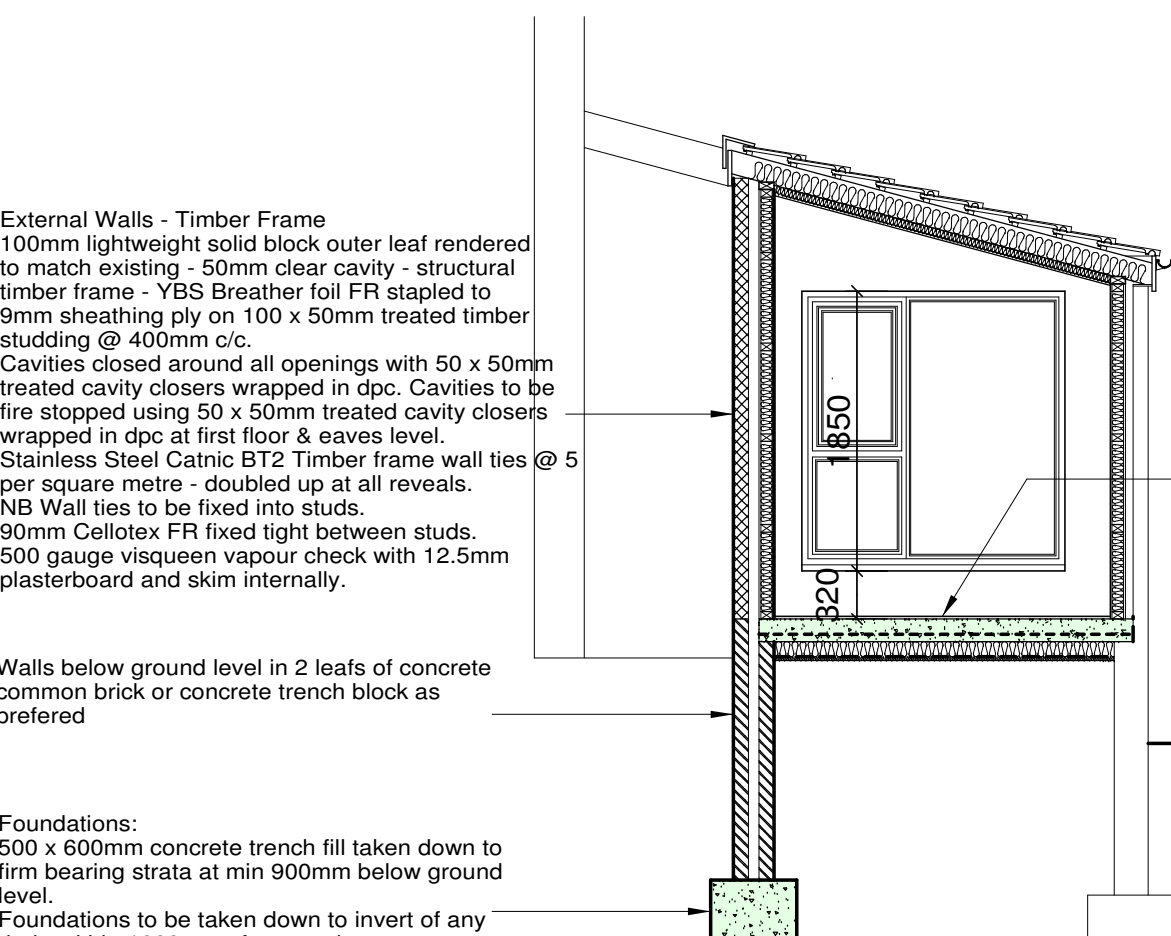 External Walls - Timber Frame
100mm lightweight solid block outer leaf rendered
to match existing - 50mm clear cavity - structural
timber frame - YBS Breather foil FR stapled to
9mm sheathing ply on 100 x 50mm treated timber
studding @ 400mm c/c.
Cavities closed around all openings with 50 x 50mm
treated cavity closers wrapped in dpc. Cavities to be
fire stopped using 50 x 50mm treated cavity closers
wrapped in dpc at first floor & eaves level.
Stainless Steel Catnic BT2 Timber frame wall ties @ 5
per square metre - doubled up at all reveals.
NB Wall ties to be fixed into studs.
90mm Cellotex FR fixed tight between studs.
500 gauge visqueen vapour check with 12.5mm
plasterboard and skim internally.
1850
320
Walls below ground level in 2 leafs of concrete
common brick or concrete trench block as
prefered
Foundations:
500 x 600mm concrete trench fill taken down to
firm bearing strata at min 900mm below ground
level.
Foundations to be taken down to invert of any